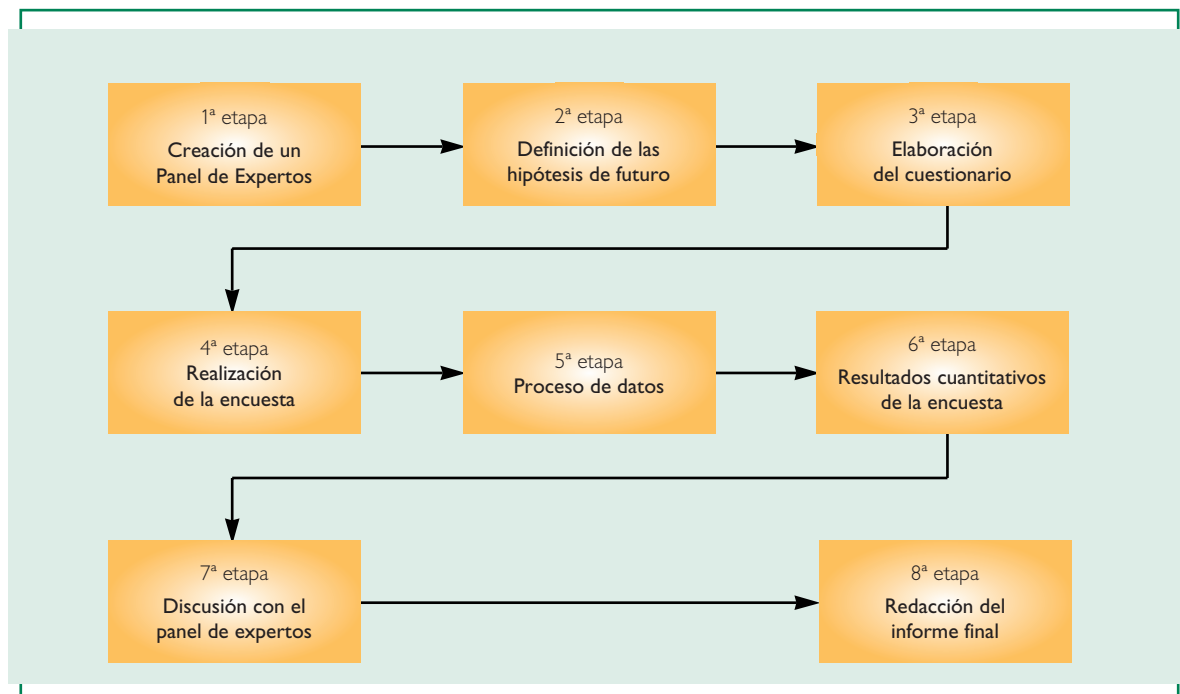 1ª etapa
Creación de un
Panel de Expertos
2ª etapa
Definición de las
hipótesis de futuro
3ª etapa
Elaboración
del cuestionario
4ª etapa
Realización
de la encuesta
5ª etapa
Proceso de datos
6ª etapa
Resultados cuantitativos
de la encuesta
7ª etapa
Discusión con el
panel de expertos
8ª etapa
Redacción del
informe final